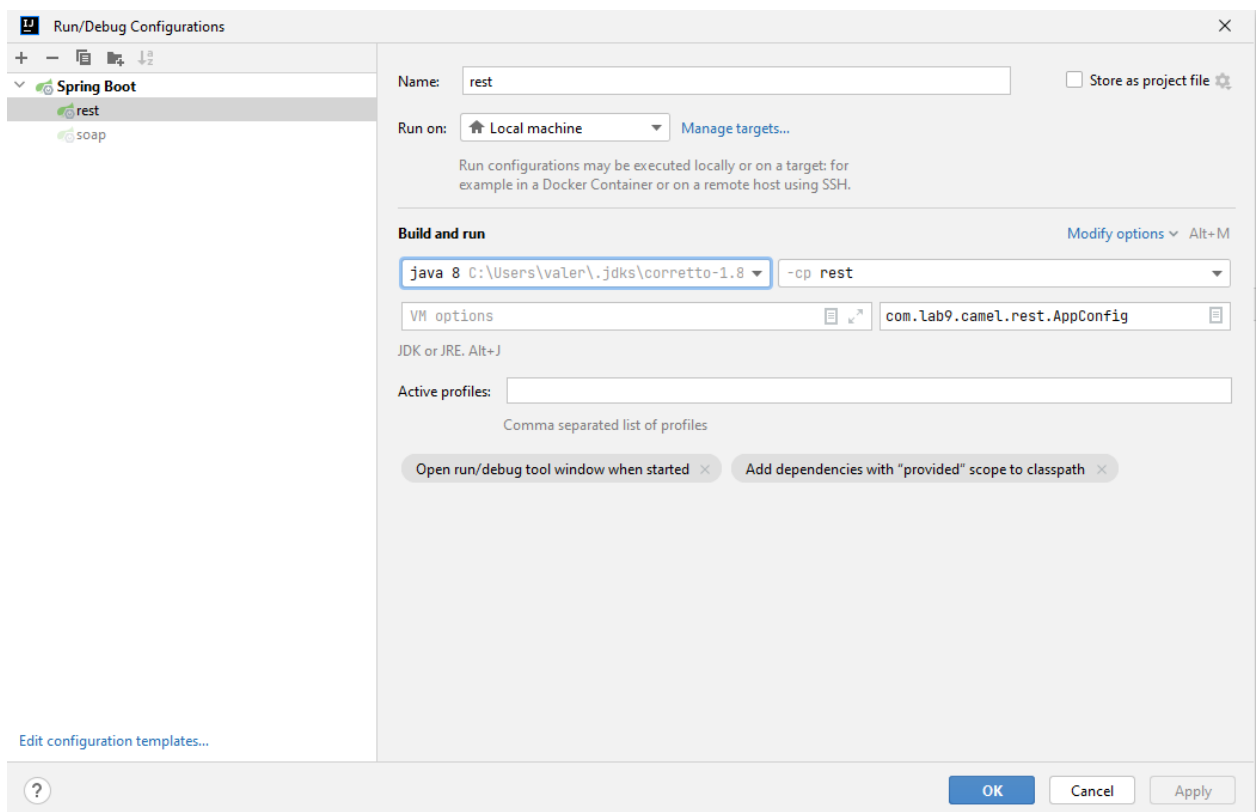 Run/Debug Configurations
Spring Boot
rest
soap
Edit configuration templates...
Name: rest
Store as project file
Run on: Local machine Manage targets...
Run configurations may be executed locally or on a target: for
example in a Docker Container or on a remote host using SSH.
Build and run Modify options Alt+M
java 8 C:\Users\valer\.jdks\corretto-1.8 -cp rest
VM options com.lab9.camel.rest.AppConfig
JDK or JRE. Alt+J
Active profiles:
Comma separated list of profiles
Open run/debug tool window when started × Add dependencies with “provided” scope to classpath ×
? OK Cancel Apply